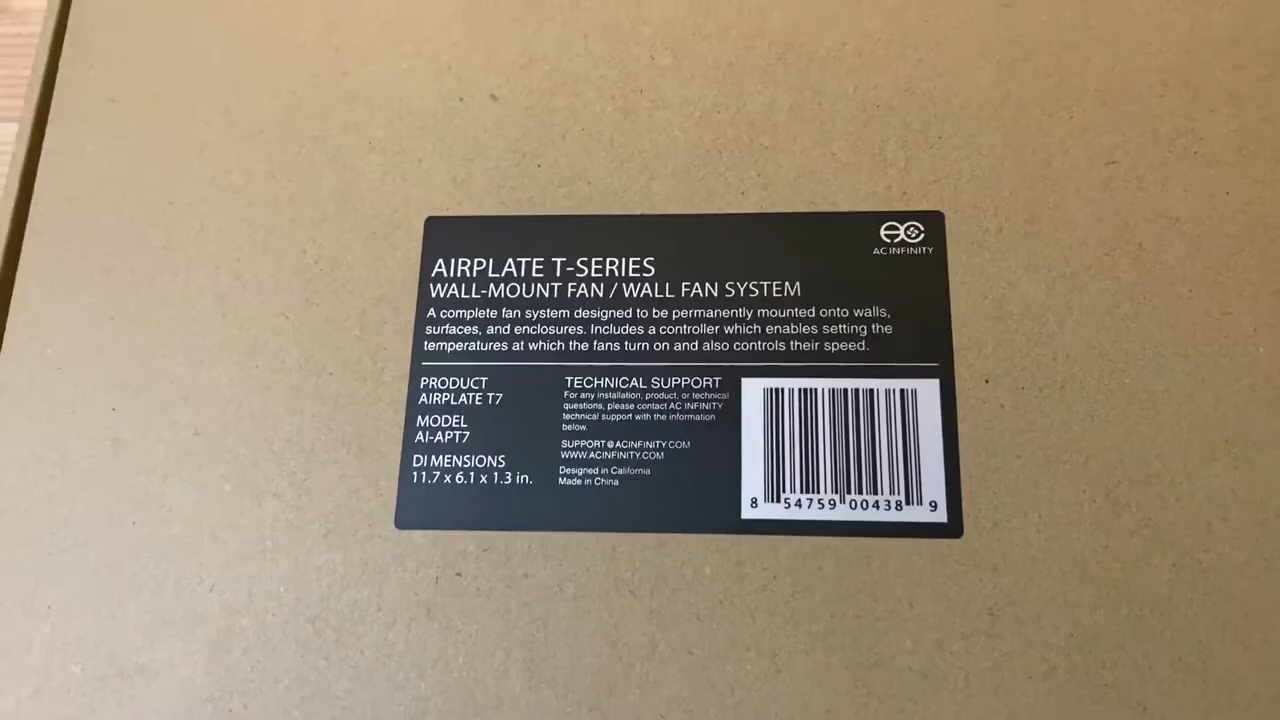 AC INFINITY
AIRPLATE T-SERIES
WALL-MOUNT FAN / WALL FAN SYSTEM
A complete fan system designed to be permanently mounted onto walls,
surfaces, and enclosures. Includes a controller which enables setting the
temperatures at which the fans turn on and also controls their speed.
PRODUCT
AIRPLATE T7
MODEL
AI-APT7
DIMENSIONS
11.7 x 6.1 x 1.3 in.
TECHNICAL SUPPORT
For any installation, product, or technical
questions, please contact AC INFINITY
technical support with the information
below.
SUPPORT@ACINFINITY.COM
WWW.ACINFINITY.COM
Designed in California
Made in China
8 54759 00438 9